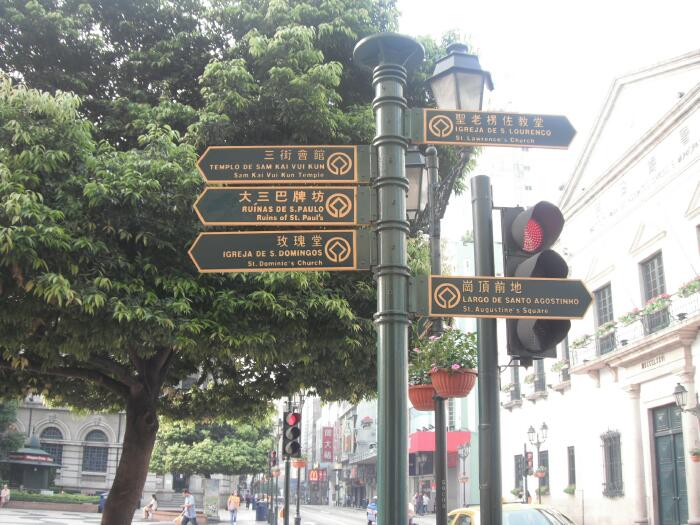 三街會館
TEMPLO DE SAM KAI VUI KUN
Sam Kai Vui Kun Temple
大三巴牌坊
RUÍNAS DE S.PAULO
Ruins of St. Paul's
玫瑰堂
IGREJA DE S.DOMINGOS
St. Dominic's Church
聖老楞佐教堂
IGREJA DE S. LOURENÇO
St. Lawrence's Church
崗頂前地
LARGO DE SANTO AGOSTINHO
St. Augustine's Square